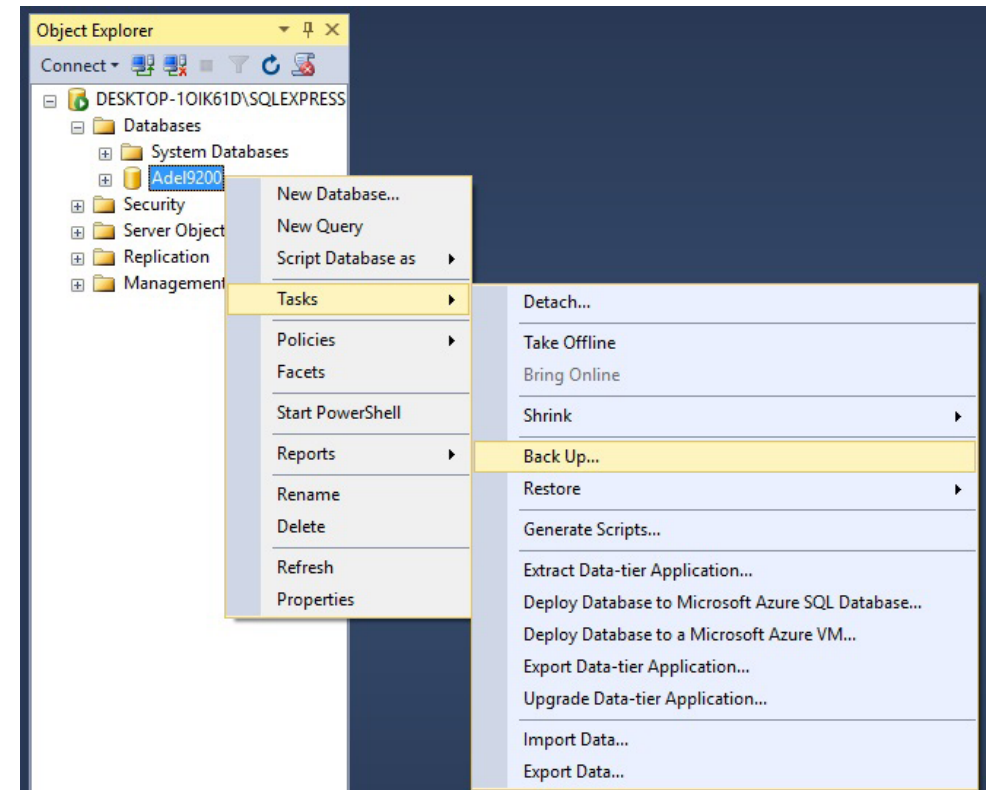 Object Explorer
Connect
DESKTOP-1OIK61D\SQLEXPRESS
Databases
System Databases
Adel9200
Security
Server Object
Replication
Management
New Database...
New Query
Script Database as
Tasks
Policies
Facets
Start PowerShell
Reports
Rename
Delete
Refresh
Properties
Detach...
Take Offline
Bring Online
Shrink
Back Up...
Restore
Generate Scripts...
Extract Data-tier Application...
Deploy Database to Microsoft Azure SQL Database...
Deploy Database to a Microsoft Azure VM...
Export Data-tier Application...
Upgrade Data-tier Application...
Import Data...
Export Data...